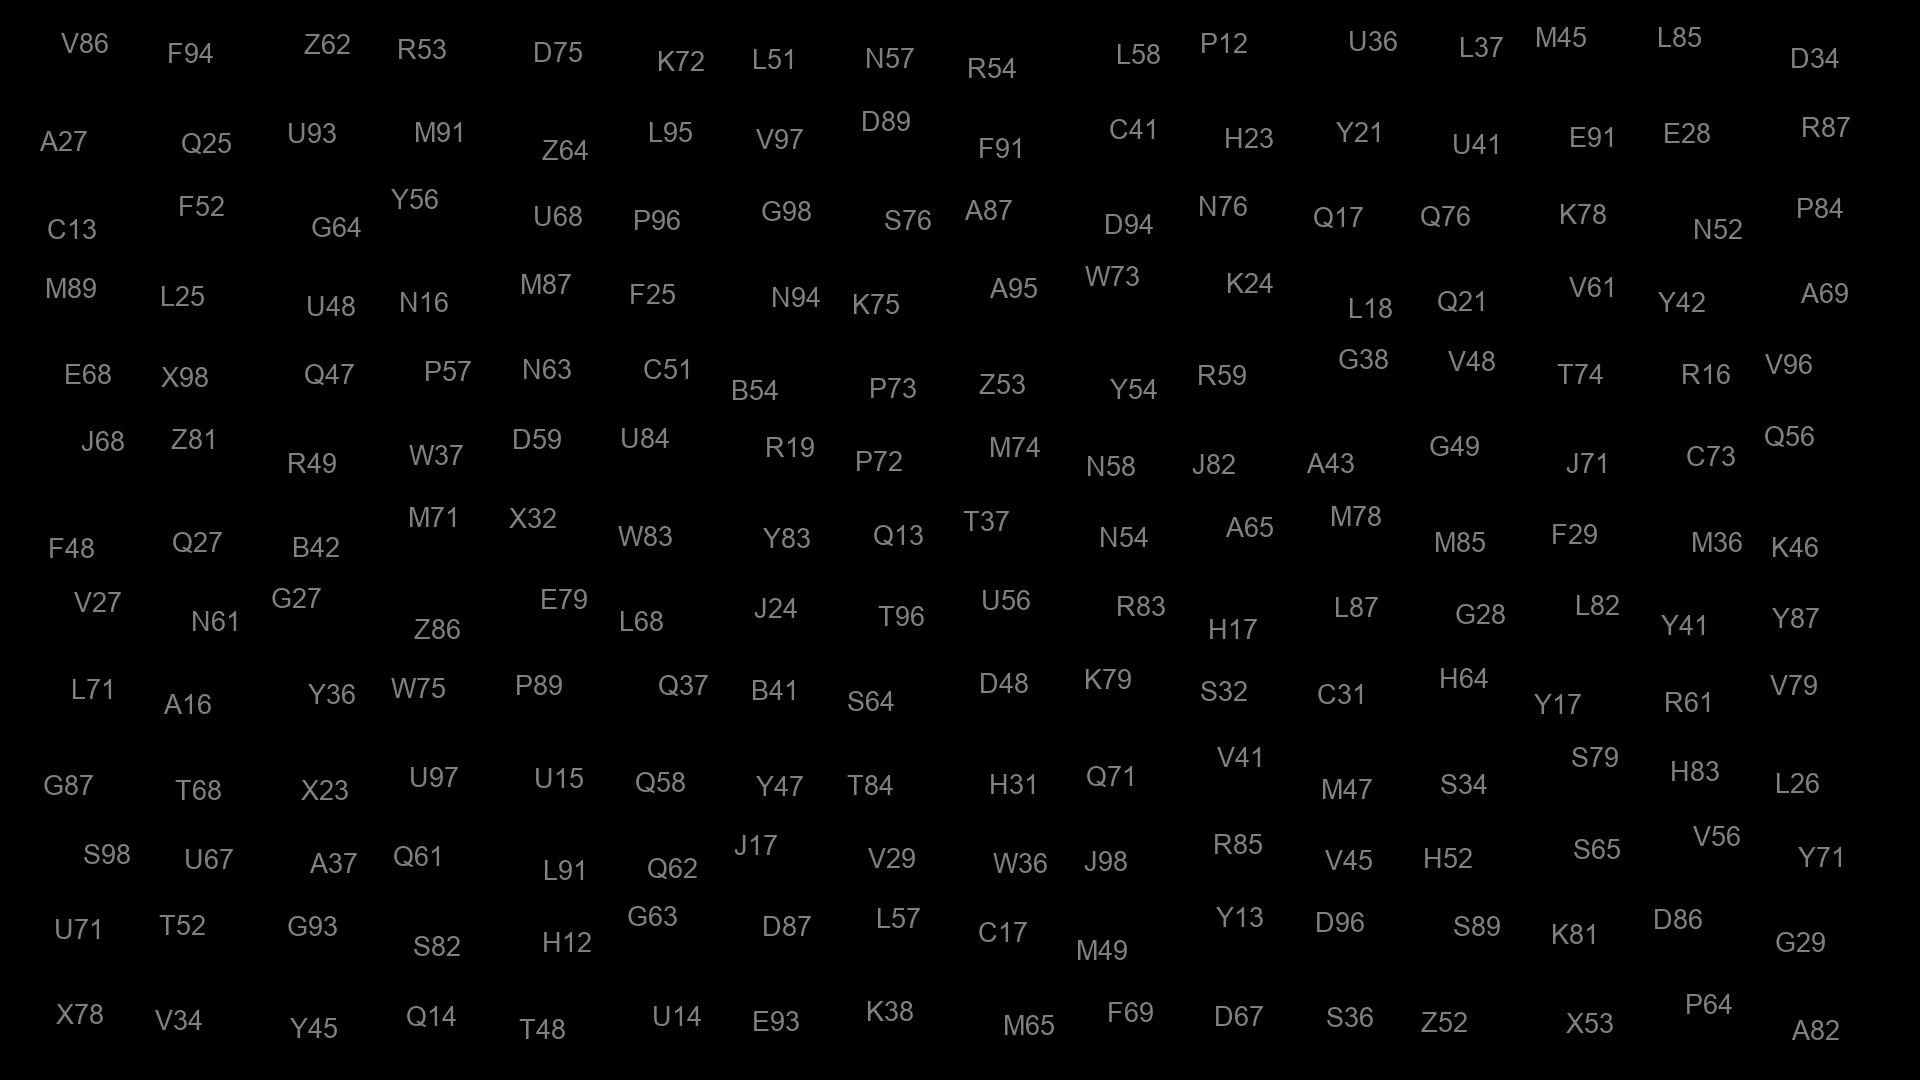 V86 F94 Z62 R53 D75 K72 L51 N57 R54 L58 P12 U36 L37 M45 L85 D34
A27 Q25 U93 M91 Z64 L95 V97 D89 F91 C41 H23 Y21 U41 E91 E28 R87
C13 F52 G64 Y56 U68 P96 G98 S76 A87 D94 N76 Q17 Q76 K78 N52 P84
M89 L25 U48 N16 M87 F25 N94 K75 A95 W73 K24 L18 Q21 V61 Y42 A69
E68 X98 Q47 P57 N63 C51 B54 P73 Z53 Y54 R59 G38 V48 T74 R16 V96
J68 Z81 R49 W37 D59 U84 R19 P72 M74 N58 J82 A43 G49 J71 C73 Q56
F48 Q27 B42 M71 X32 W83 Y83 Q13 T37 N54 A65 M78 M85 F29 M36 K46
V27 N61 G27 Z86 E79 L68 J24 T96 U56 R83 H17 L87 G28 L82 Y41 Y87
L71 A16 Y36 W75 P89 Q37 B41 S64 D48 K79 S32 C31 H64 Y17 R61 V79
G87 T68 X23 U97 U15 Q58 Y47 T84 H31 Q71 V41 M47 S34 S79 H83 L26
S98 U67 A37 Q61 L91 Q62 J17 V29 W36 J98 R85 V45 H52 S65 V56 Y71
U71 T52 G93 S82 H12 G63 D87 L57 C17 M49 Y13 D96 S89 K81 D86 G29
X78 V34 Y45 Q14 T48 U14 E93 K38 M65 F69 D67 S36 Z52 X53 P64 A82